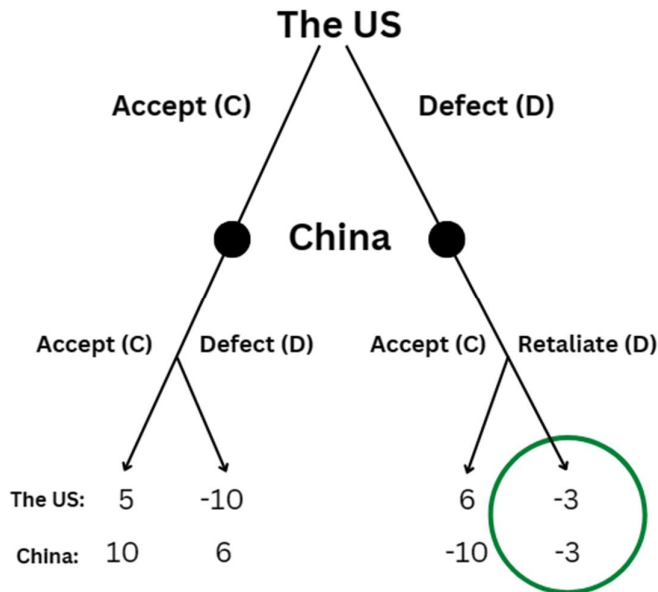 The US
Accept (C) Defect (D)
China
Accept (C) Defect (D) Accept (C) Retaliate (D)
The US: 5 -10 6 -3
China: 10 6 -10 -3